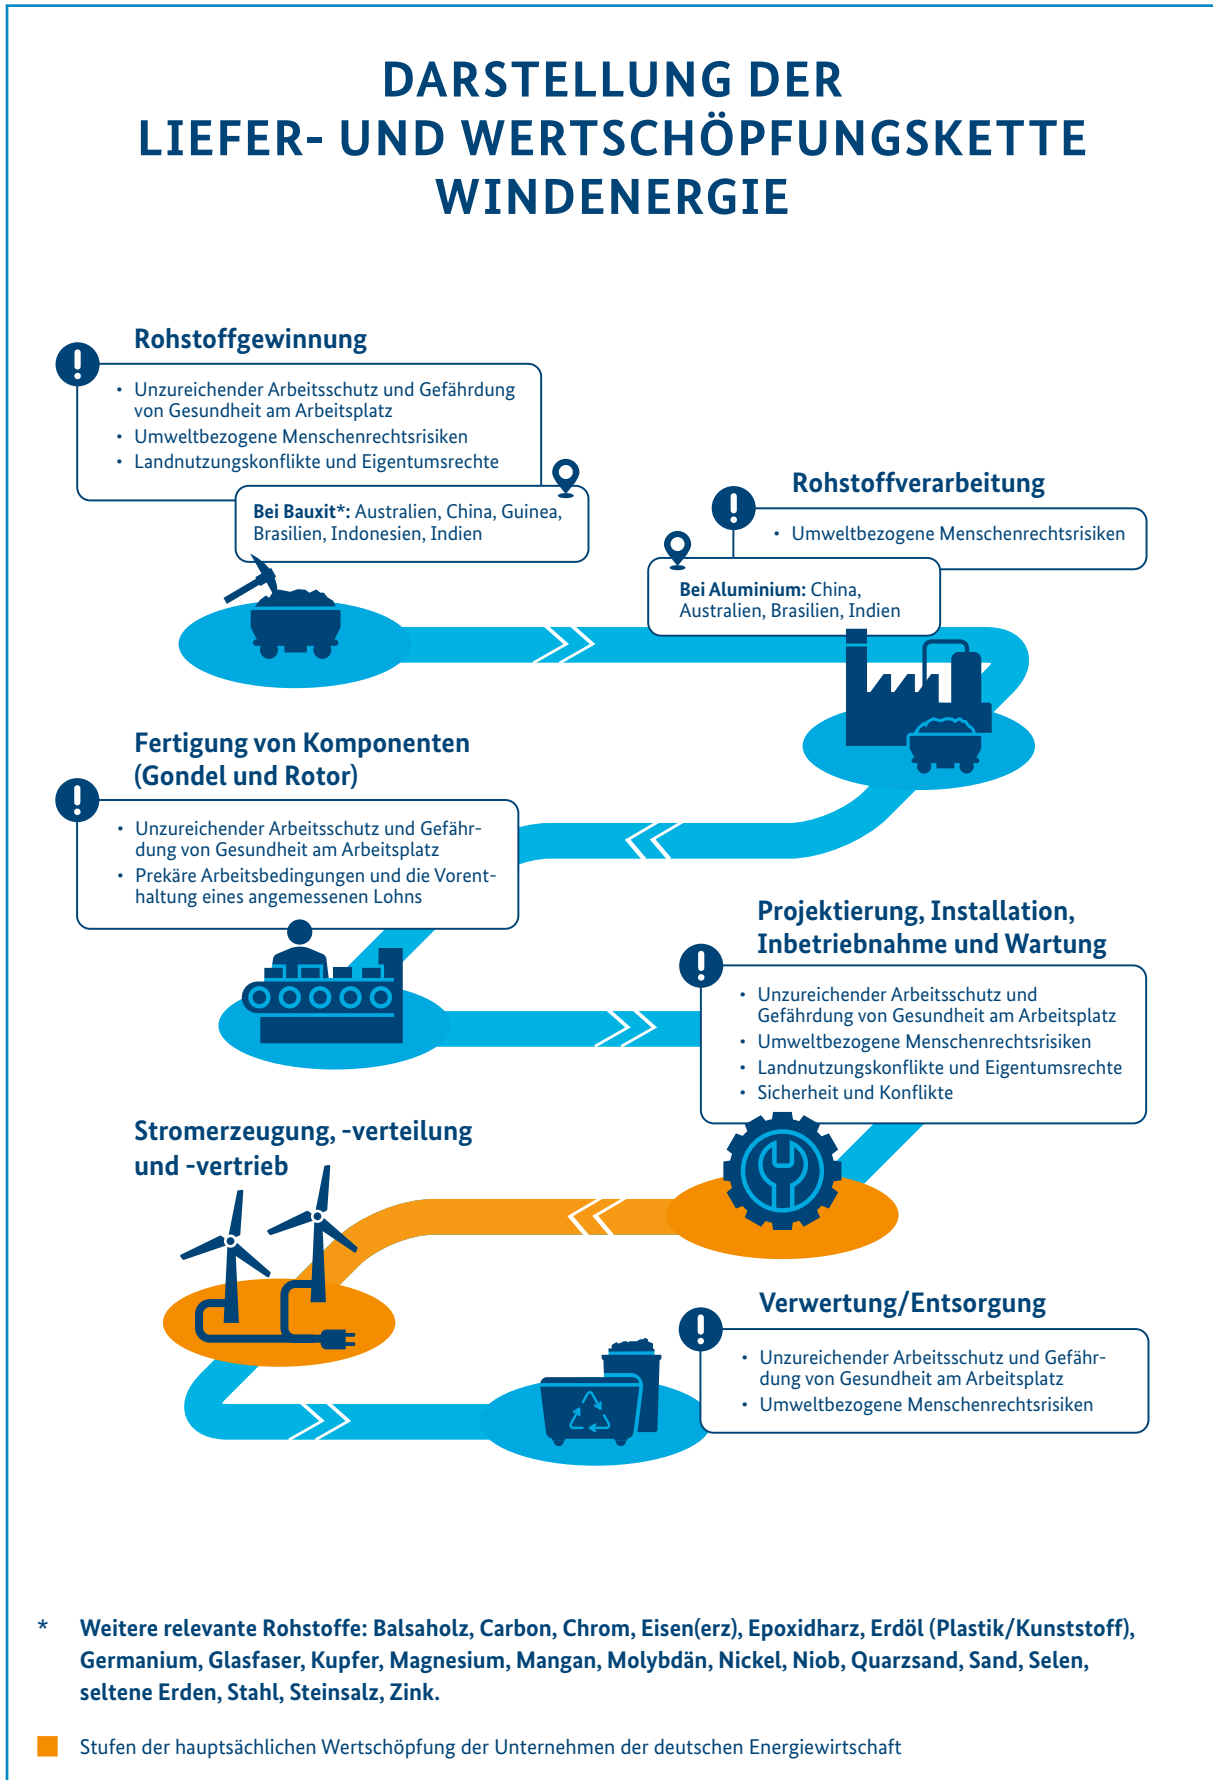 DARSTELLUNG DER
LIEFER- UND WERTSCHÖPFUNGSKETTE
WINDENERGIE
Rohstoffgewinnung
• Unzureichender Arbeitsschutz und Gefährdung
von Gesundheit am Arbeitsplatz
• Umweltbezogene Menschenrechtsrisiken
• Landnutzungskonflikte und Eigentumsrechte
Bei Bauxit*: Australien, China, Guinea,
Brasilien, Indonesien, Indien
Rohstoffverarbeitung
• Umweltbezogene Menschenrechtsrisiken
Bei Aluminium: China,
Australien, Brasilien, Indien
Fertigung von Komponenten
(Gondel und Rotor)
• Unzureichender Arbeitsschutz und Gefähr-
dung von Gesundheit am Arbeitsplatz
• Prekäre Arbeitsbedingungen und die Vorent-
haltung eines angemessenen Lohns
Projektierung, Installation,
Inbetriebnahme und Wartung
• Unzureichender Arbeitsschutz und
Gefährdung von Gesundheit am Arbeitsplatz
• Umweltbezogene Menschenrechtsrisiken
• Landnutzungskonflikte und Eigentumsrechte
• Sicherheit und Konflikte
Stromerzeugung, -verteilung
und -vertrieb
Verwertung/Entsorgung
• Unzureichender Arbeitsschutz und Gefähr-
dung von Gesundheit am Arbeitsplatz
• Umweltbezogene Menschenrechtsrisiken
* Weitere relevante Rohstoffe: Balsaholz, Carbon, Chrom, Eisen(erz), Epoxidharz, Erdöl (Plastik/Kunststoff),
Germanium, Glasfaser, Kupfer, Magnesium, Mangan, Molybdän, Nickel, Niob, Quarzsand, Sand, Selen,
seltene Erden, Stahl, Steinsalz, Zink.
Stufen der hauptsächlichen Wertschöpfung der Unternehmen der deutschen Energiewirtschaft